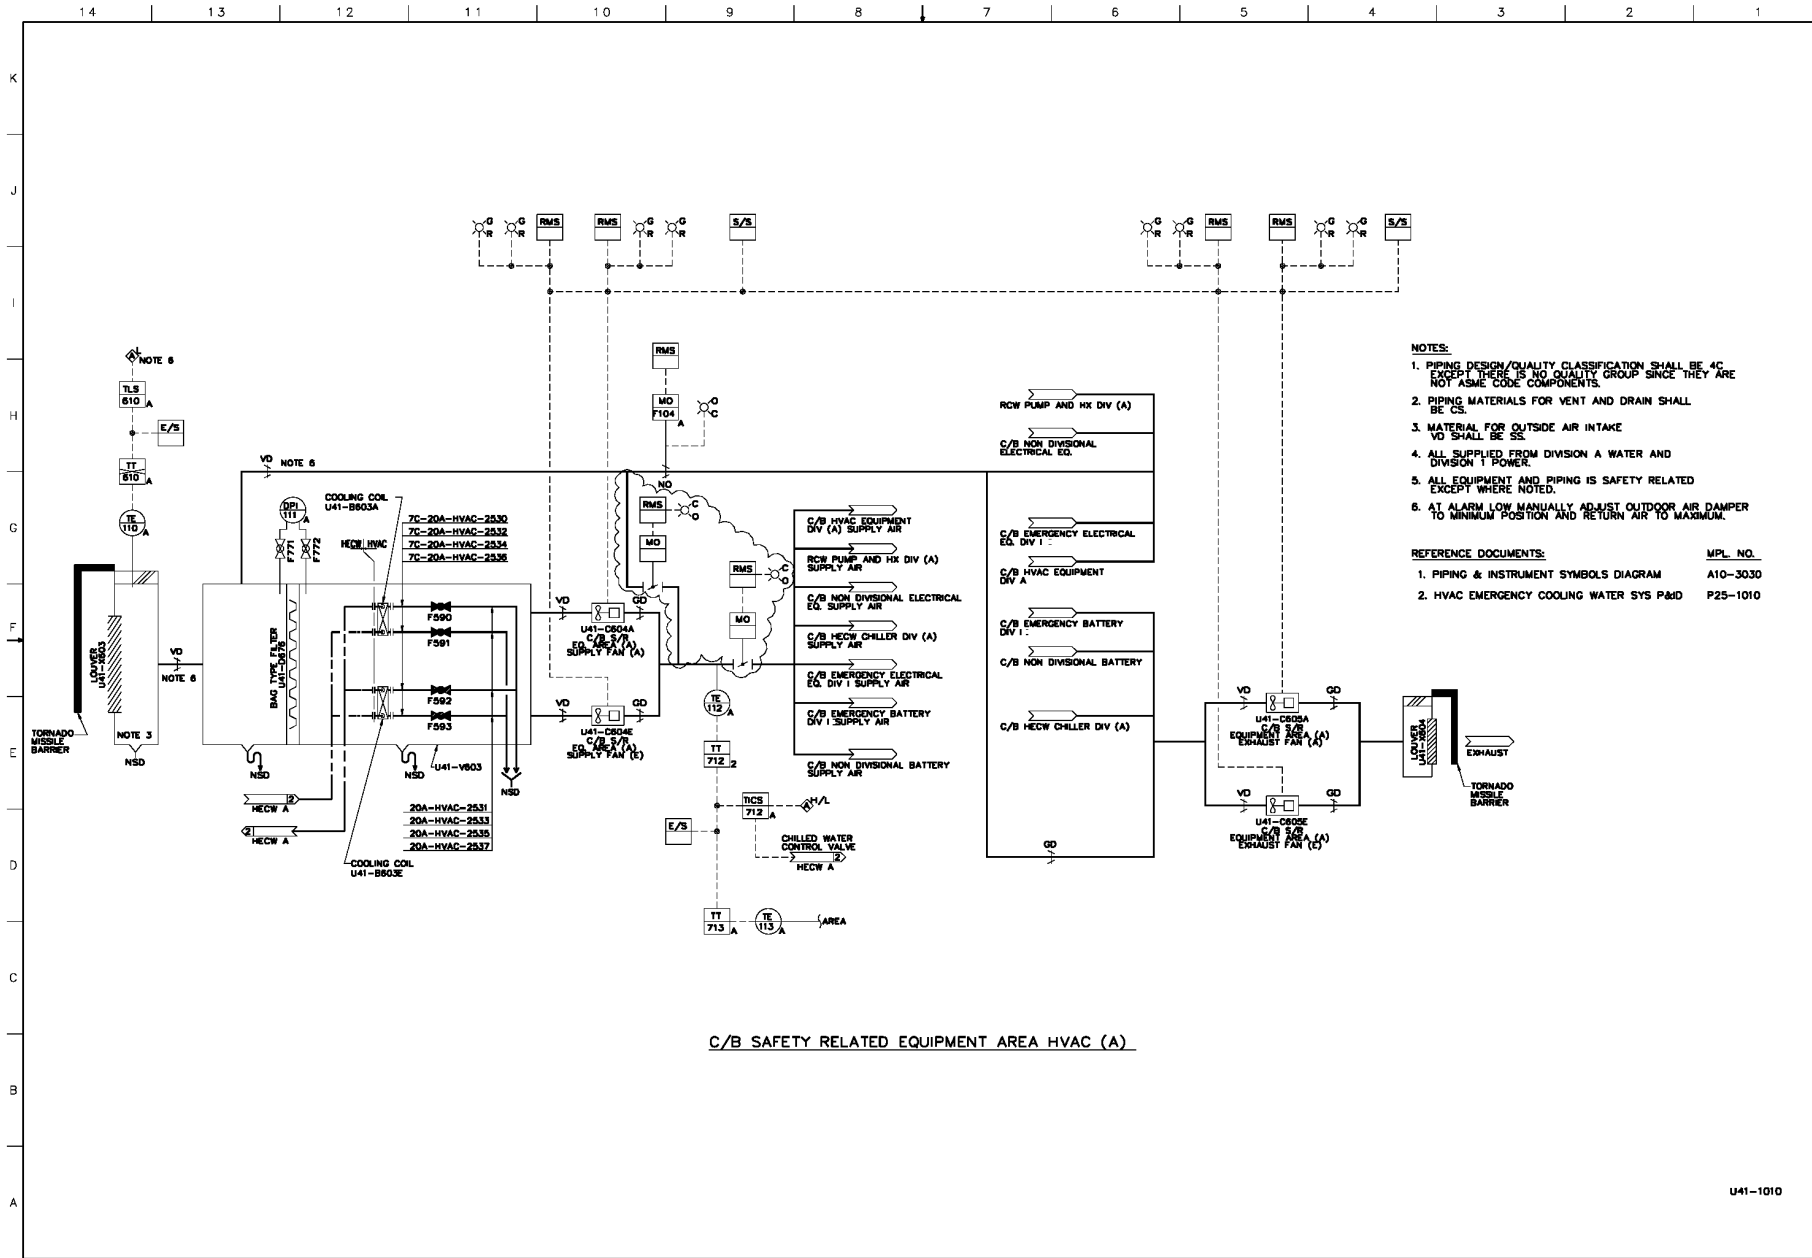 14 13 12 11 10 9 8 7 6 5 4 3 2 1
K
J
I
H
G
F
E
D
C
B
A
G
R
G
R
RMS
RMS
G
R
G
R
S/S
G
R
G
R
RMS
RMS
G
R
G
R
S/S
A
L
NOTE 6
TLS
610
A
E/S
TT
610
A
TE
110
A
RMS
MO
F104
A
O
C
NO
VD
NOTE 6
DPI
111
A
F771
F772
COOLING COIL
U41-B603A
HECW HVAC
7C-20A-HVAC-2530
7C-20A-HVAC-2532
7C-20A-HVAC-2534
7C-20A-HVAC-2536
RMS
C
O
MO
RMS
C
O
MO
LOUVER
U41-X603
TORNADO
MISSILE
BARRIER
NOTE 3
NSD
VD
NOTE 6
BAG TYPE FILTER
U41-D676
F590
F591
F592
F593
NSD
NSD
U41-V603
NSD
2
HECW A
2
HECW A
20A-HVAC-2531
20A-HVAC-2533
20A-HVAC-2535
20A-HVAC-2537
COOLING COIL
U41-B603E
VD
GD
U41-C604A
C/B S/R
EQ. AREA (A)
SUPPLY FAN (A)
VD
GD
U41-C604E
C/B S/R
EQ. AREA (A)
SUPPLY FAN (E)
TE
112
A
TT
712
2
TICS
712
A
A
H/L
E/S
CHILLED WATER
CONTROL VALVE
2
HECW A
TT
713
A
TE
113
A
AREA
C/B HVAC EQUIPMENT
DIV (A) SUPPLY AIR
RCW PUMP AND HX DIV (A)
SUPPLY AIR
C/B NON DIVISIONAL ELECTRICAL
EQ. SUPPLY AIR
C/B HECW CHILLER DIV (A)
SUPPLY AIR
C/B EMERGENCY ELECTRICAL
EQ. DIV I SUPPLY AIR
C/B EMERGENCY BATTERY
DIV I SUPPLY AIR
C/B NON DIVISIONAL BATTERY
SUPPLY AIR
RCW PUMP AND HX DIV (A)
C/B NON DIVISIONAL
ELECTRICAL EQ.
C/B EMERGENCY ELECTRICAL
EQ. DIV I
C/B HVAC EQUIPMENT
DIV A
C/B EMERGENCY BATTERY
DIV I
C/B NON DIVISIONAL BATTERY
C/B HECW CHILLER DIV (A)
GD
VD
GD
U41-C605A
C/B S/R
EQUIPMENT AREA (A)
EXHAUST FAN (A)
VD
GD
U41-C605E
C/B S/R
EQUIPMENT AREA (A)
EXHAUST FAN (E)
LOUVER
U41-X604
EXHAUST
TORNADO
MISSILE
BARRIER
NOTES:
1. PIPING DESIGN/QUALITY CLASSIFICATION SHALL BE 4C
EXCEPT THERE IS NO QUALITY GROUP SINCE THEY ARE
NOT ASME CODE COMPONENTS.
2. PIPING MATERIALS FOR VENT AND DRAIN SHALL
BE CS.
3. MATERIAL FOR OUTSIDE AIR INTAKE
VD SHALL BE SS.
4. ALL SUPPLIED FROM DIVISION A WATER AND
DIVISION 1 POWER.
5. ALL EQUIPMENT AND PIPING IS SAFETY RELATED
EXCEPT WHERE NOTED.
6. AT ALARM LOW MANUALLY ADJUST OUTDOOR AIR DAMPER
TO MINIMUM POSITION AND RETURN AIR TO MAXIMUM.
REFERENCE DOCUMENTS: MPL. NO.
1. PIPING & INSTRUMENT SYMBOLS DIAGRAM A10-3030
2. HVAC EMERGENCY COOLING WATER SYS P&ID P25-1010
C/B SAFETY RELATED EQUIPMENT AREA HVAC (A)
U41-1010